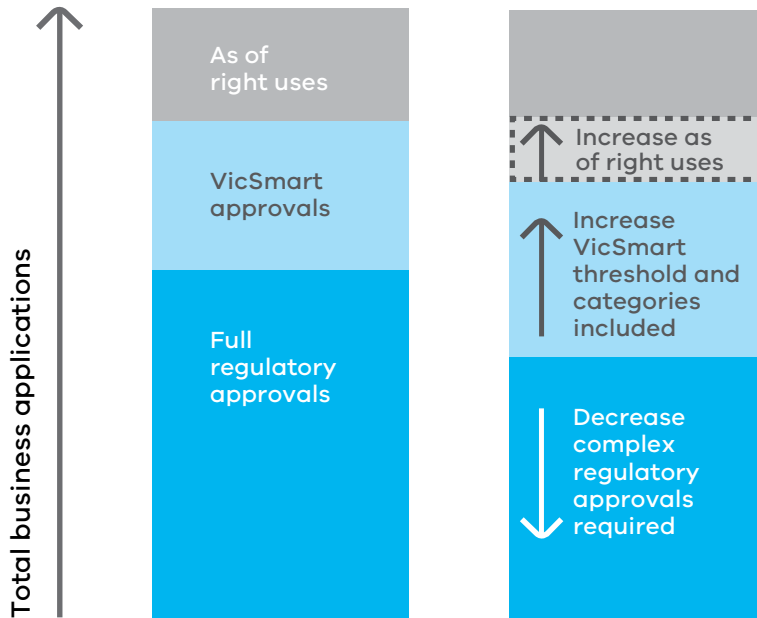 Total business applications
As of
right uses
VicSmart
approvals
Full
regulatory
approvals
Increase as
of right uses
Increase
VicSmart
threshold and
categories
included
Decrease
complex
regulatory
approvals
required